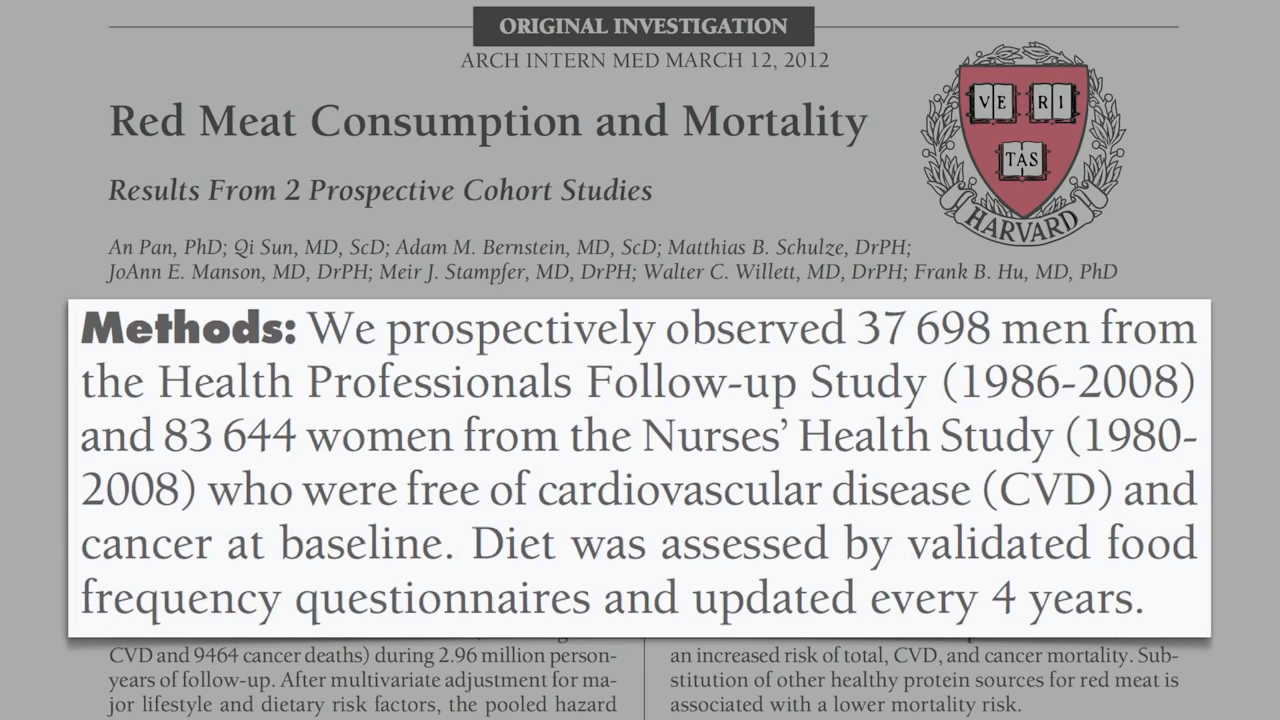 ORIGINAL INVESTIGATION
ARCH INTERN MED MARCH 12, 2012
VE RI
TAS
HARVARD
Red Meat Consumption and Mortality
Results From 2 Prospective Cohort Studies
An Pan, PhD; Qi Sun, MD, ScD; Adam M. Bernstein, MD, ScD; Matthias B. Schulze, DrPH;
JoAnn E. Manson, MD, DrPH; Meir J. Stampfer, MD, DrPH; Walter C. Willett, MD, DrPH; Frank B. Hu, MD, PhD
Methods: We prospectively observed 37 698 men from
the Health Professionals Follow-up Study (1986-2008)
and 83 644 women from the Nurses’ Health Study (1980-
2008) who were free of cardiovascular disease (CVD) and
cancer at baseline. Diet was assessed by validated food
frequency questionnaires and updated every 4 years.
CVD and 9464 cancer deaths) during 2.96 million person-
years of follow-up. After multivariate adjustment for ma-
jor lifestyle and dietary risk factors, the pooled hazard
an increased risk of total, CVD, and cancer mortality. Sub-
stitution of other healthy protein sources for red meat is
associated with a lower mortality risk.